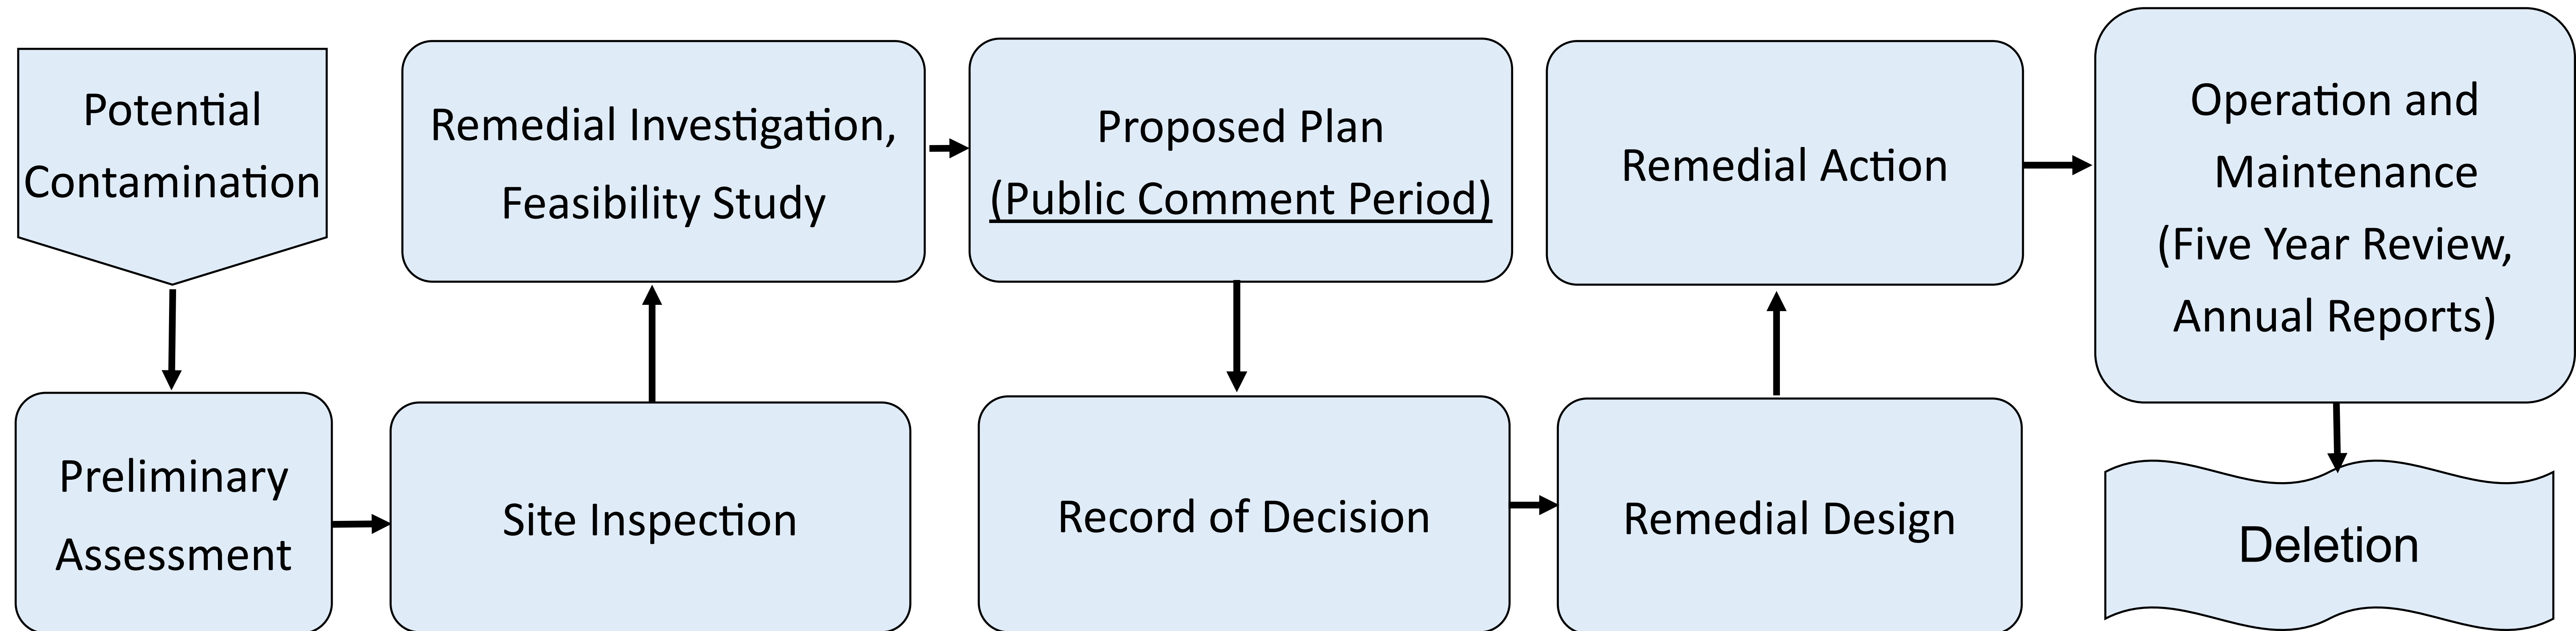 Potential
Contamination
Preliminary
Assessment
Site Inspection
Remedial Investigation,
Feasibility Study
Proposed Plan
(Public Comment Period)
Record of Decision
Remedial Design
Remedial Action
Operation and
Maintenance
(Five Year Review,
Annual Reports)
Deletion